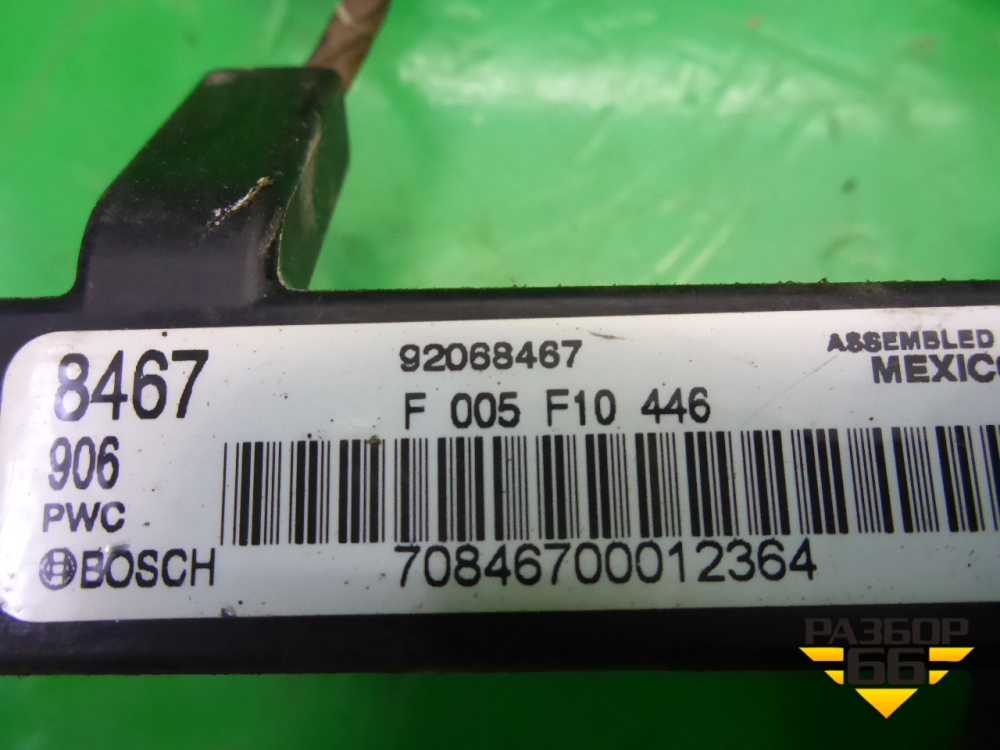 8467
92068467
ASSEMBLED
MEXICO
F 005 F10 446
906
PWC
BOSCH
70846700012364
РАЗБОР
66